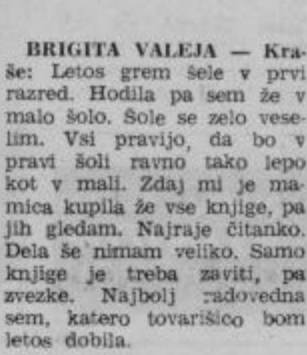 BRIGITA VALEJA — Kra-
še: Letos grem šele v prvi
razred. Hodila pa sem že v
malo šolo. Šole se zelo vese-
lim. Vsi pravijo, da bo v
pravi šoli ravno tako lepo
kot v mali. Zdaj mi je ma-
mica kupila že vse knjige, pa
jih gledam. Najraje čitanko.
Dela še nimam veliko. Samo
knjige je treba zaviti, pa
zvezke. Najbolj radovedna
sem, katero tovarišico bom
letos dobila.